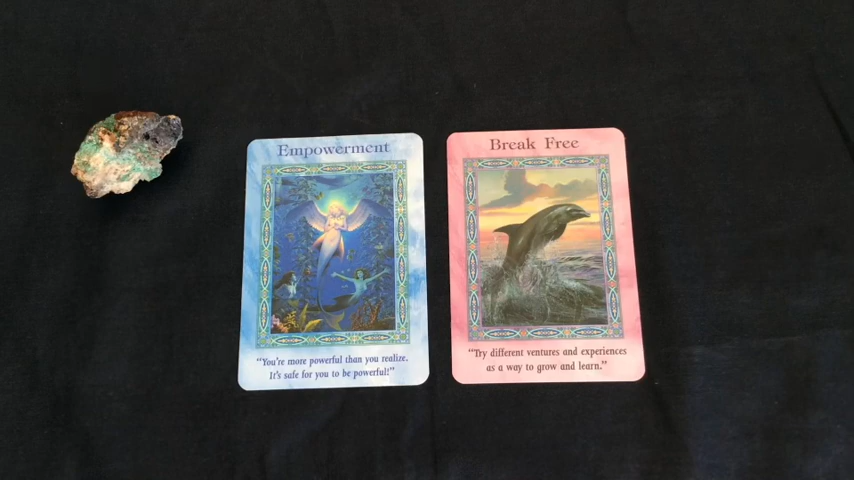 Empowerment
"You're more powerful than you realize.
It's safe for you to be powerful!"
Break Free
"Try different ventures and experiences
as a way to grow and learn."